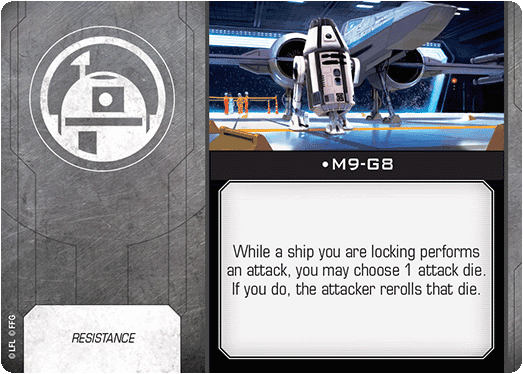 •M9-G8
While a ship you are locking performs
an attack, you may choose 1 attack die.
If you do, the attacker rerolls that die.
RESISTANCE
© LFL © FFG